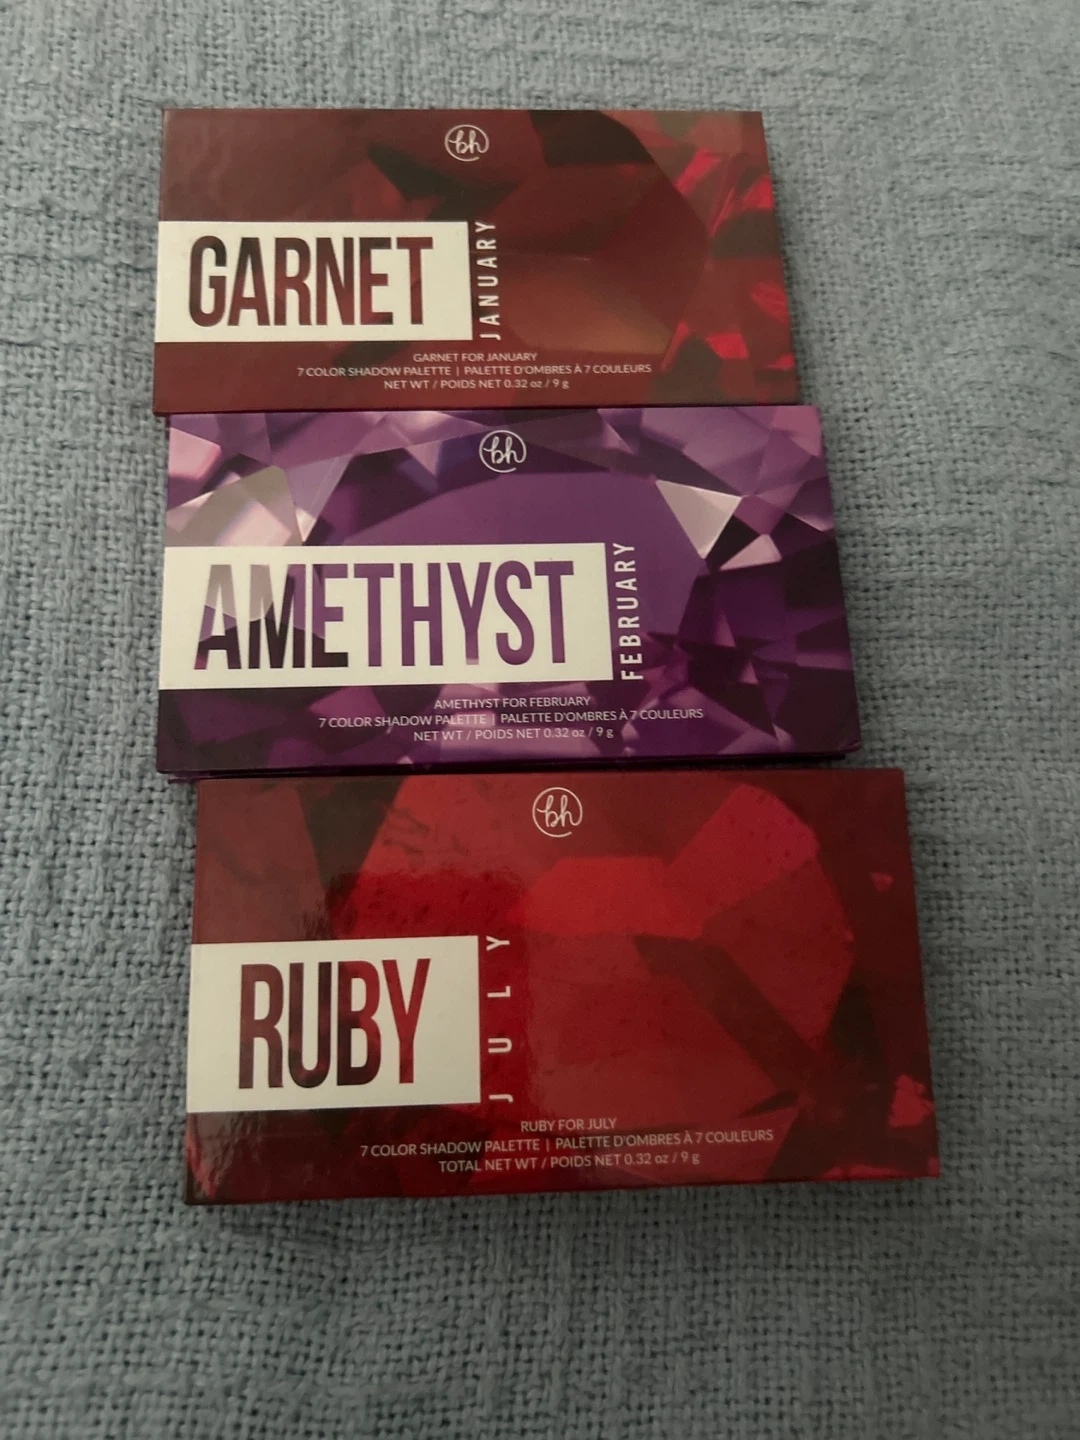 bh
GARNET
JANUARY
GARNET FOR JANUARY
7 COLOR SHADOW PALETTE | PALETTE D'OMBRES À 7 COULEURS
NET WT / POIDS NET 0.32 oz / 9 g
bh
AMETHYST
FEBRUARY
AMETHYST FOR FEBRUARY
7 COLOR SHADOW PALETTE | PALETTE D'OMBRES À 7 COULEURS
NET WT / POIDS NET 0.32 oz / 9 g
bh
RUBY
JULY
RUBY FOR JULY
7 COLOR SHADOW PALETTE | PALETTE D'OMBRES À 7 COULEURS
TOTAL NET WT / POIDS NET 0.32 oz / 9 g